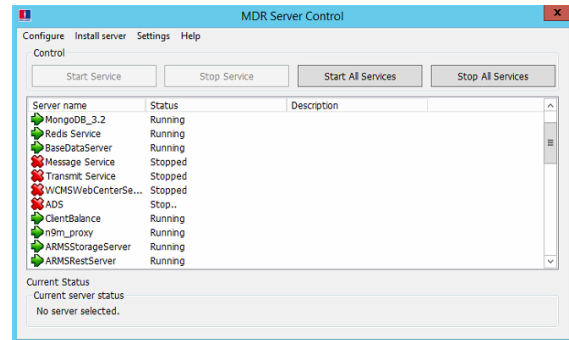 MDR Server Control
Configure Install server Settings Help
Control
Start Service Stop Service Start All Services Stop All Services
Server name Status Description
MongoDB_3.2 Running
Redis Service Running
BaseDataServer Running
Message Service Stopped
Transmit Service Stopped
WCMSWebCenterSe... Stopped
ADS Stop..
ClientBalance Running
n9m_proxy Running
ARMSStorageServer Running
ARMSRestServer Running
Current Status
Current server status
No server selected.